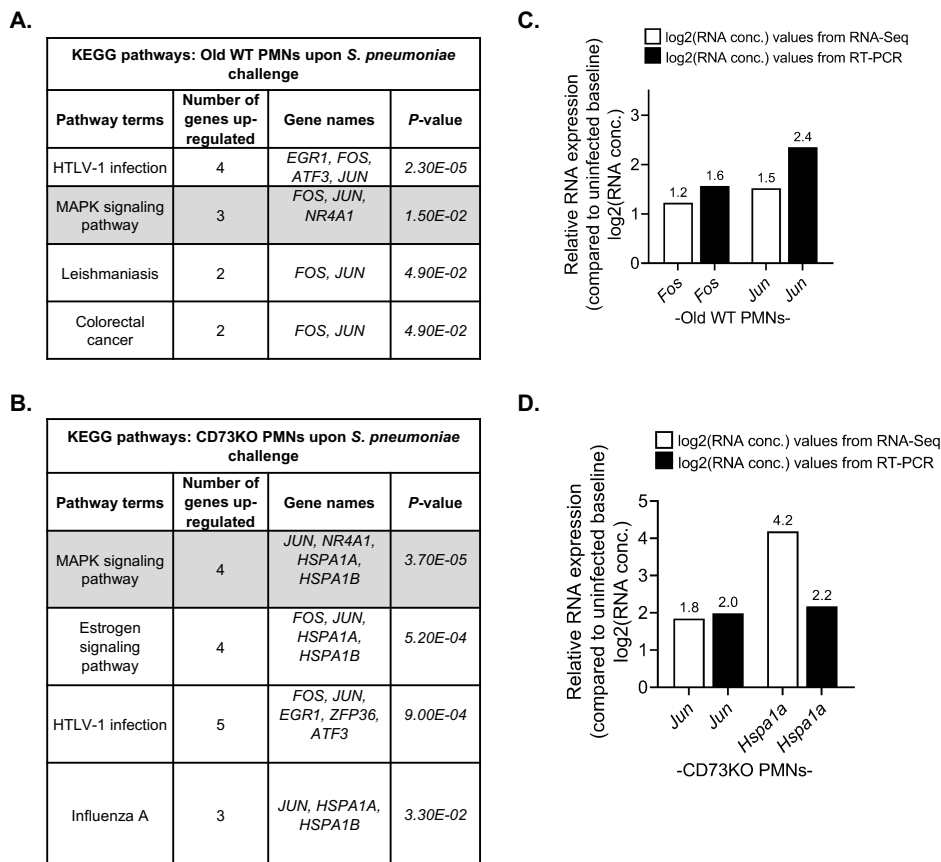 A.
KEGG pathways: Old WT PMNs upon S. pneumoniae
challenge
Pathway terms
Number of
genes up-
regulated
Gene names
P-value
HTLV-1 infection
4
EGR1, FOS,
ATF3, JUN
2.30E-05
MAPK signaling
pathway
3
FOS, JUN,
NR4A1
1.50E-02
Leishmaniasis
2
FOS, JUN
4.90E-02
Colorectal
cancer
2
FOS, JUN
4.90E-02
B.
KEGG pathways: CD73KO PMNs upon S. pneumoniae
challenge
Pathway terms
Number of
genes up-
regulated
Gene names
P-value
MAPK signaling
pathway
4
JUN, NR4A1,
HSPA1A,
HSPA1B
3.70E-05
Estrogen
signaling
pathway
4
FOS, JUN,
HSPA1A,
HSPA1B
5.20E-04
HTLV-1 infection
5
FOS, JUN,
EGR1, ZFP36,
ATF3
9.00E-04
Influenza A
3
JUN, HSPA1A,
HSPA1B
3.30E-02
C.
log2(RNA conc.) values from RNA-Seq
log2(RNA conc.) values from RT-PCR
Relative RNA expression
(compared to uninfected baseline)
log2(RNA conc.)
3
2
1
0
1.2
1.6
1.5
2.4
Fos
Fos
Jun
Jun
-Old WT PMNs-
D.
log2(RNA conc.) values from RNA-Seq
log2(RNA conc.) values from RT-PCR
Relative RNA expression
(compared to uninfected baseline)
log2(RNA conc.)
5
4
3
2
1
0
1.8
2.0
4.2
2.2
Jun
Jun
Hspa1a
Hspa1a
-CD73KO PMNs-